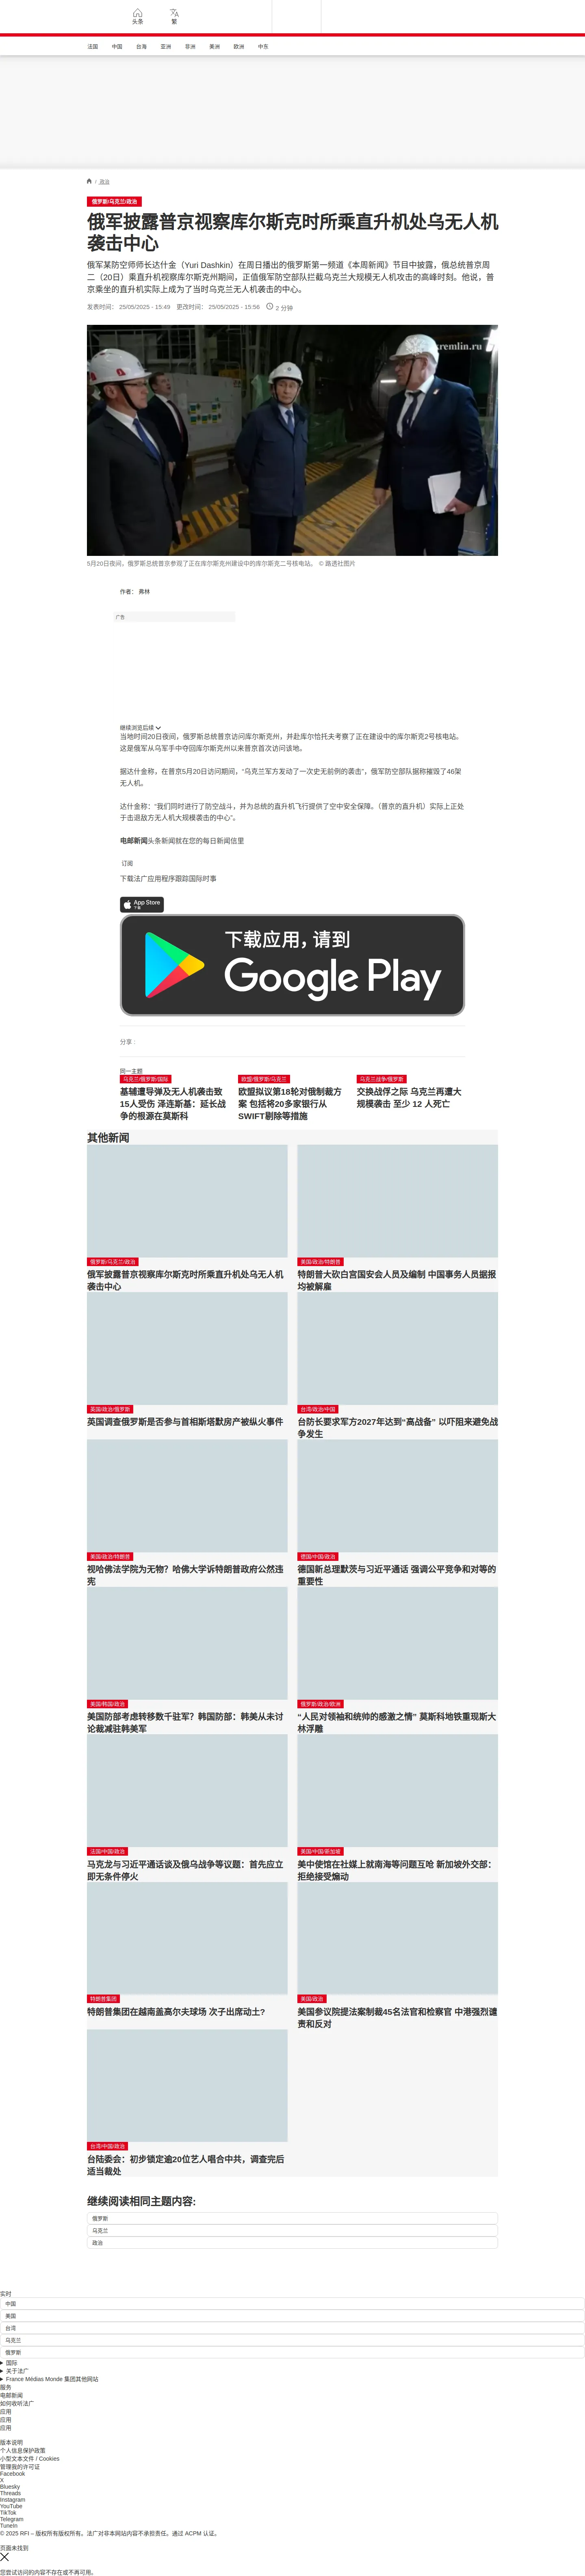 头条
繁
法国
中国
台海
亚洲
非洲
美洲
欧洲
中东
/ 政治
俄罗斯/乌克兰/政治
俄军披露普京视察库尔斯克时所乘直升机处乌无人机
袭击中心
俄军某防空师师长达什金（Yuri Dashkin）在周日播出的俄罗斯第一频道《本周新闻》节目中披露，俄总统普京周
二（20日）乘直升机视察库尔斯克州期间，正值俄军防空部队拦截乌克兰大规模无人机攻击的高峰时刻。他说，普
京乘坐的直升机实际上成为了当时乌克兰无人机袭击的中心。
发表时间： 25/05/2025 - 15:49 更改时间： 25/05/2025 - 15:56 2 分钟
kremlin.ru
5月20日夜间，俄罗斯总统普京参观了正在库尔斯克州建设中的库尔斯克二号核电站。 © 路透社图片
作者： 弗林
广告
继续浏览后续
当地时间20日夜间，俄罗斯总统普京访问库尔斯克州，并赴库尔恰托夫考察了正在建设中的库尔斯克2号核电站。
这是俄军从乌军手中夺回库尔斯克州以来普京首次访问该地。
据达什金称，在普京5月20日访问期间，“乌克兰军方发动了一次史无前例的袭击”，俄军防空部队据称摧毁了46架
无人机。
达什金称：“我们同时进行了防空战斗，并为总统的直升机飞行提供了空中安全保障。（普京的直升机）实际上正处
于击退敌方无人机大规模袭击的中心”。
电邮新闻头条新闻就在您的每日新闻信里
订阅
下载法广应用程序跟踪国际时事
App Store
下载
下载应用，请到
Google Play
分享 :
同一主题
乌克兰/俄罗斯/国际
基辅遭导弹及无人机袭击致
15人受伤 泽连斯基：延长战
争的根源在莫斯科
欧盟/俄罗斯/乌克兰
欧盟拟议第18轮对俄制裁方
案 包括将20多家银行从
SWIFT剔除等措施
乌克兰战争/俄罗斯
交换战俘之际 乌克兰再遭大
规模袭击 至少 12 人死亡
其他新闻
俄罗斯/乌克兰/政治
俄军披露普京视察库尔斯克时所乘直升机处乌无人机
袭击中心
美国/政治/特朗普
特朗普大砍白宫国安会人员及编制 中国事务人员据报
均被解雇
英国/政治/俄罗斯
英国调查俄罗斯是否参与首相斯塔默房产被纵火事件
台湾/政治/中国
台防长要求军方2027年达到“高战备” 以吓阻来避免战
争发生
美国/政治/特朗普
视哈佛法学院为无物？哈佛大学诉特朗普政府公然违
宪
德国/中国/政治
德国新总理默茨与习近平通话 强调公平竞争和对等的
重要性
美国/韩国/政治
美国防部考虑转移数千驻军？韩国防部：韩美从未讨
论裁减驻韩美军
俄罗斯/政治/欧洲
“人民对领袖和统帅的感激之情” 莫斯科地铁重现斯大
林浮雕
法国/中国/政治
马克龙与习近平通话谈及俄乌战争等议题：首先应立
即无条件停火
美国/中国/新加坡
美中使馆在社媒上就南海等问题互呛 新加坡外交部：
拒绝接受煽动
特朗普集团
特朗普集团在越南盖高尔夫球场 次子出席动土?
美国/政治
美国参议院提法案制裁45名法官和检察官 中港强烈谴
责和反对
台湾/中国/政治
台陆委会：初步锁定逾20位艺人唱合中共，调查完后
适当裁处
继续阅读相同主题内容:
俄罗斯
乌克兰
政治
实时
中国
美国
台湾
乌克兰
俄罗斯
国际
关于法广
France Médias Monde 集团其他网站
服务
电邮新闻
如何收听法广
应用
应用
应用
版本说明
个人信息保护政策
小型文本文件 / Cookies
管理我的许可证
Facebook
X
Bluesky
Threads
Instagram
YouTube
TikTok
Telegram
TuneIn
© 2025 RFI – 版权所有版权所有。法广对非本网站内容不承担责任。通过 ACPM 认证。
页面未找到
您尝试访问的内容不存在或不再可用。